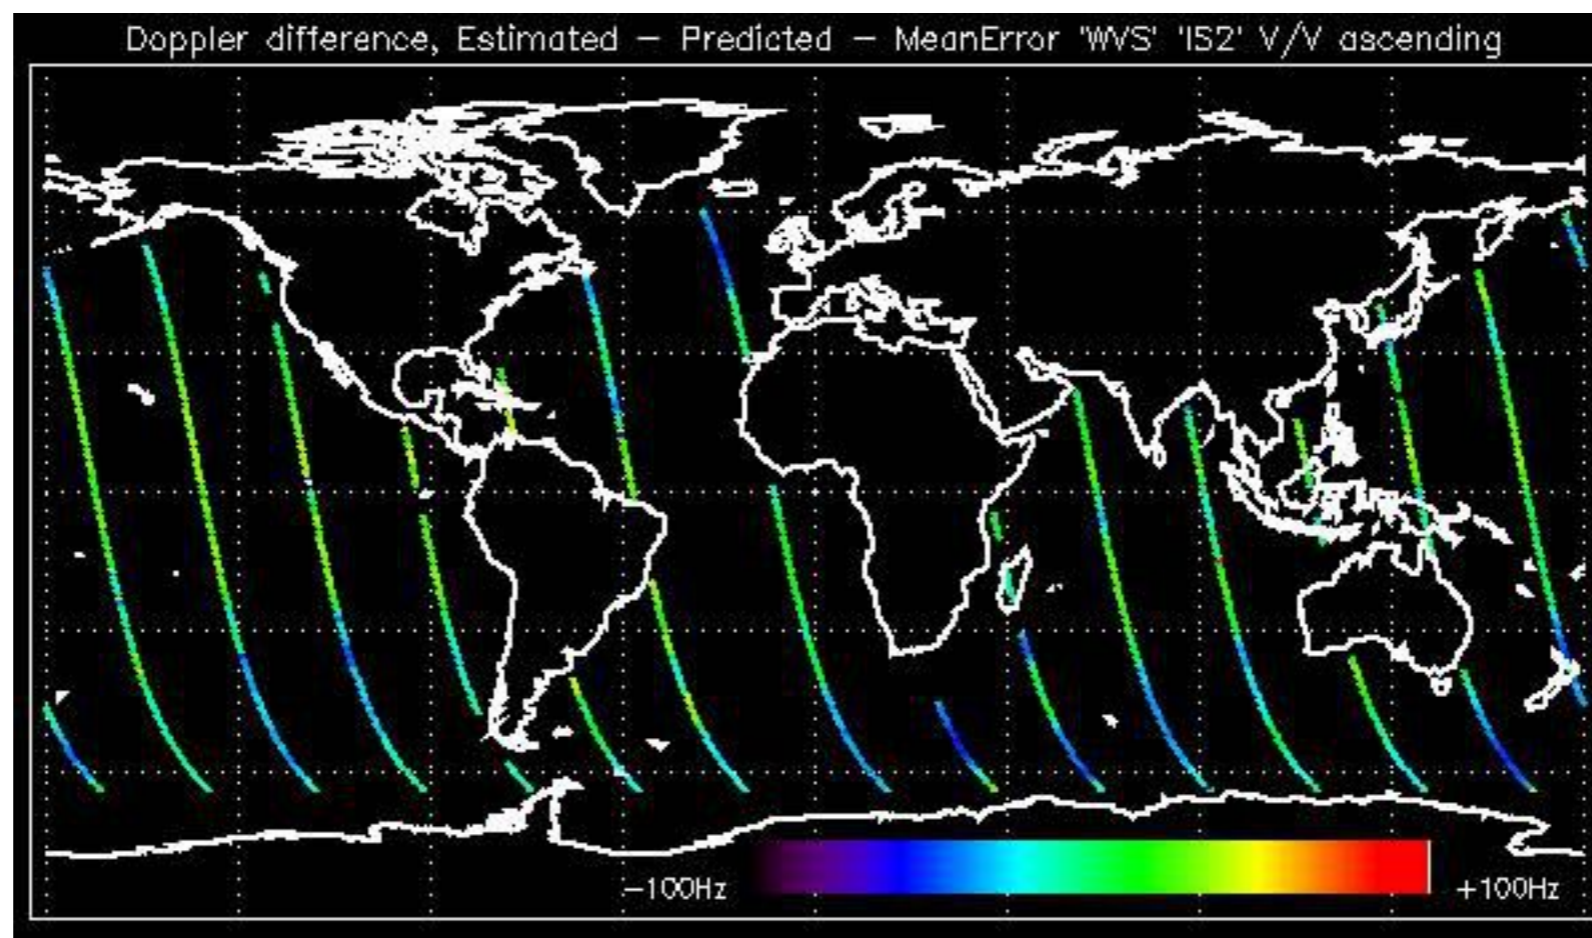 Doppler difference, Estimated - Predicted - MeanError 'WVS' 'IS2' V/V ascending
-100Hz
+100Hz